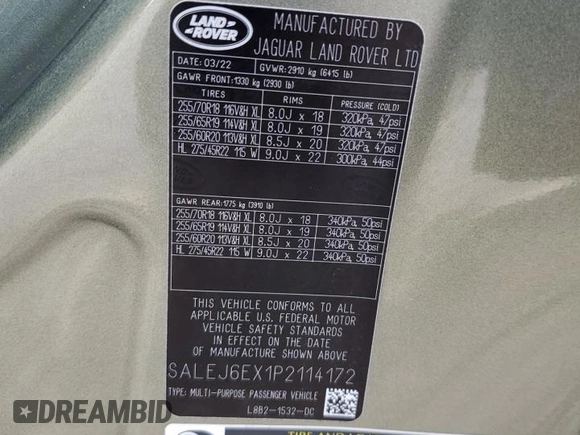 LAND
ROVER
MANUFACTURED BY
JAGUAR LAND ROVER LTD
DATE: 03/22 GVWR: 2910 kg (6415 lb)
GAWR FRONT: 1330 kg (2930 lb)
TIRES RIMS PRESSURE (COLD)
255/70R18 116V&H XL 8.0J x 18 320kPa, 47psi
255/65R19 114V&H XL 8.0J x 19 320kPa, 47psi
255/60R20 113V&H XL 8.5J x 20 320kPa, 47psi
HL 275/45R22 115 W 9.0J x 22 300kPa, 44psi
GAWR REAR: 1775 kg (3910 lb)
255/70R18 116V&H XL 8.0J x 18 340kPa, 50psi
255/65R19 114V&H XL 8.0J x 19 340kPa, 50psi
255/60R20 113V&H XL 8.5J x 20 340kPa, 50psi
HL 275/45R22 115 W 9.0J x 22 340kPa, 50psi
THIS VEHICLE CONFORMS TO ALL
APPLICABLE U.S. FEDERAL MOTOR
VEHICLE SAFETY STANDARDS
IN EFFECT ON THE DATE
OF MANUFACTURE SHOWN ABOVE
SALEJ6EX1P2114172
TYPE: MULTI-PURPOSE PASSENGER VEHICLE
L8B2-1532-DC
TIRE AND
DREAMBID